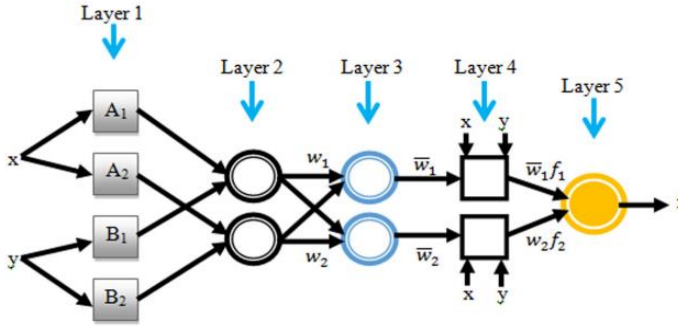 Layer 1
Layer 2
Layer 3
Layer 4
Layer 5
A₁
A₂
B₁
B₂
x
y
w₁
w₂
w̅₁
w̅₂
x y
x y
w̅₁f₁
w₂f₂